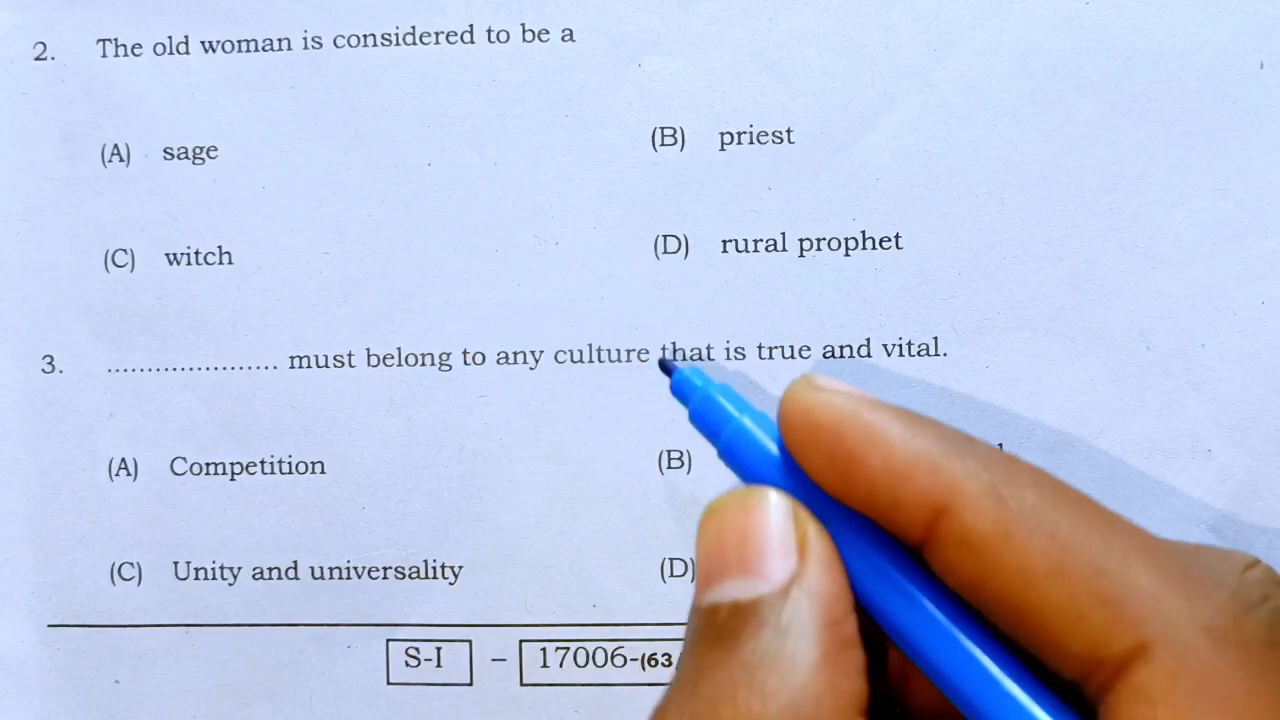 2. The old woman is considered to be a
(A) sage
(B) priest
(C) witch
(D) rural prophet
3. ..................... must belong to any culture that is true and vital.
(A) Competition
(B)
(C) Unity and universality
(D)
S-I – 17006-(63